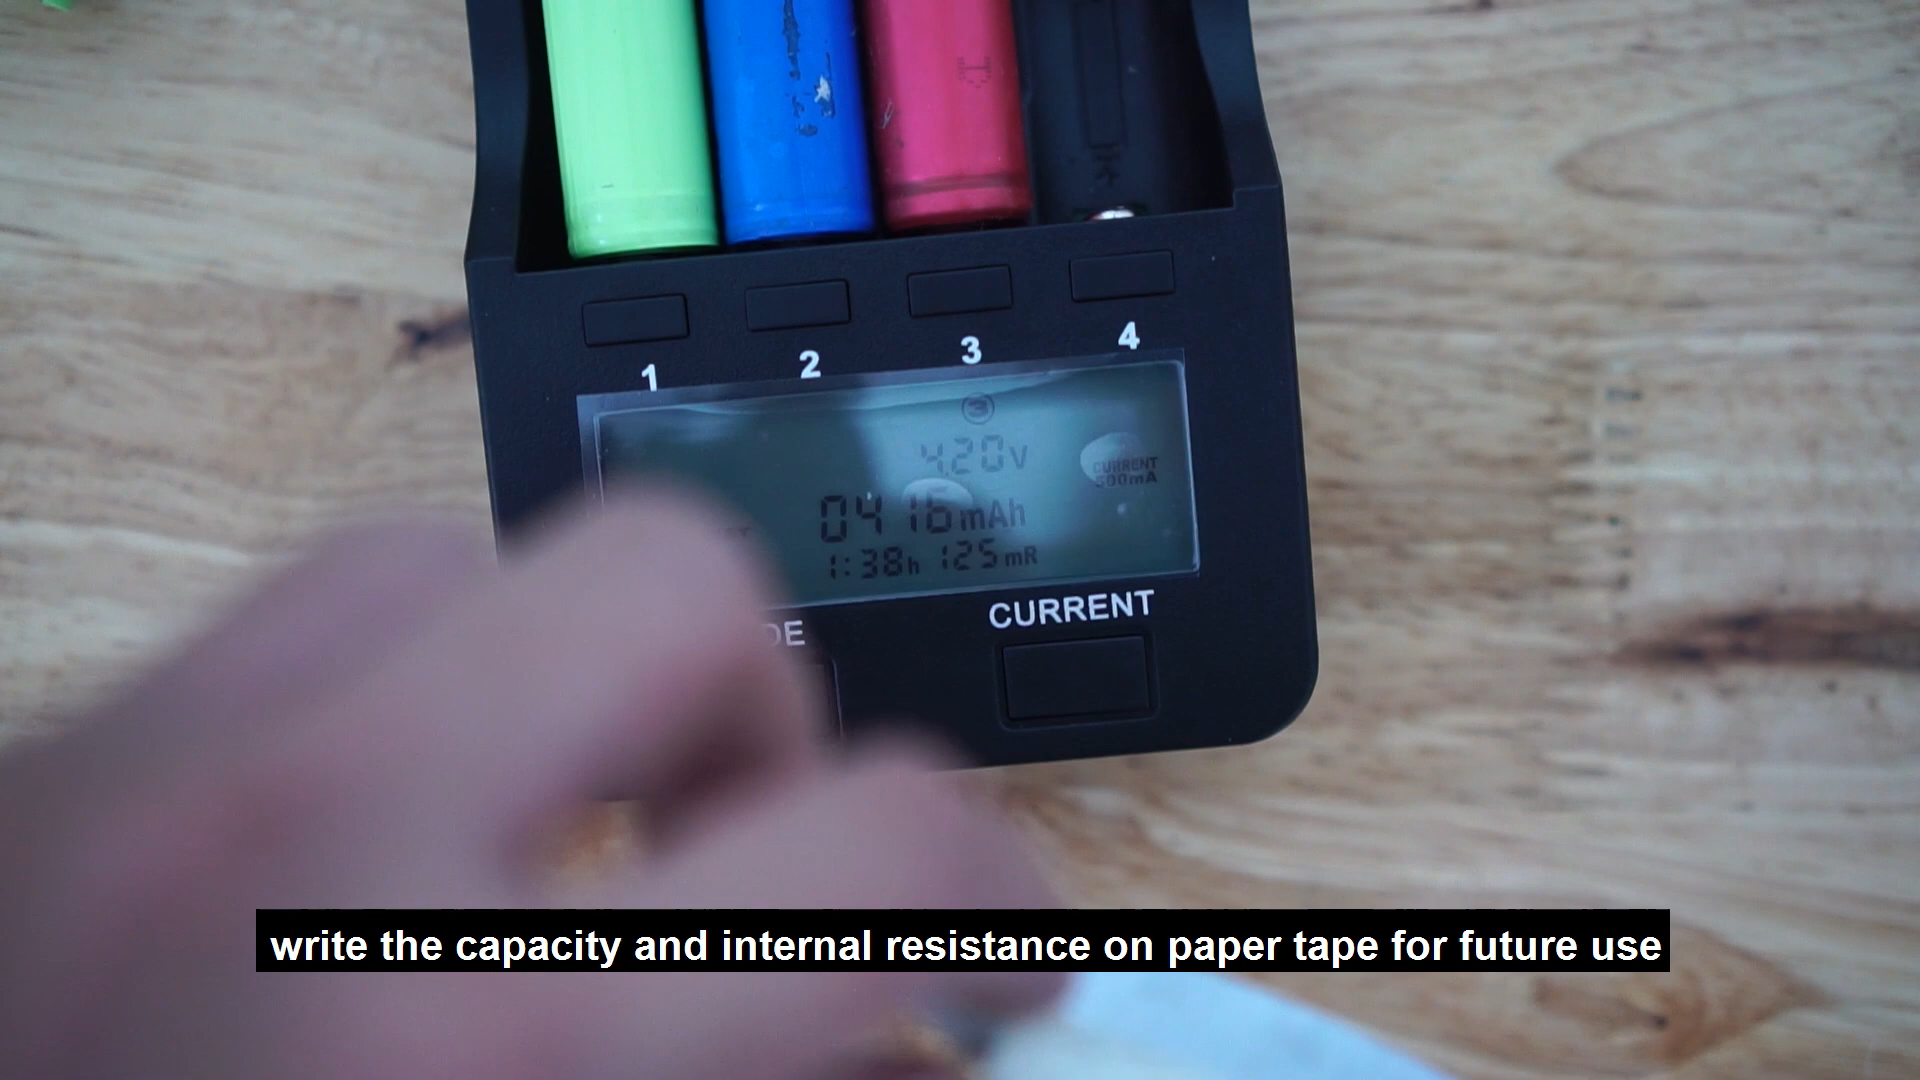 1
2
3
4
3
4.20V
CURRENT
500mA
0416mAh
1:38h 125mR
DE
CURRENT
write the capacity and internal resistance on paper tape for future use